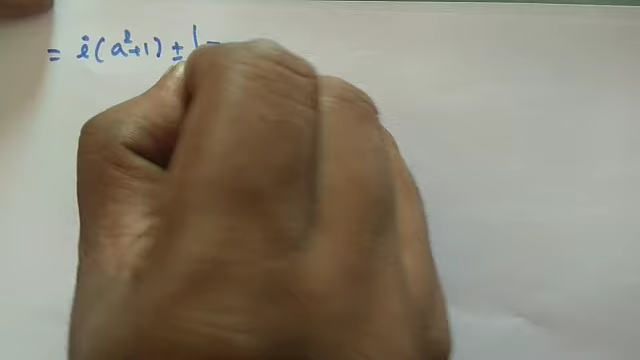 = i(a²+1) ±